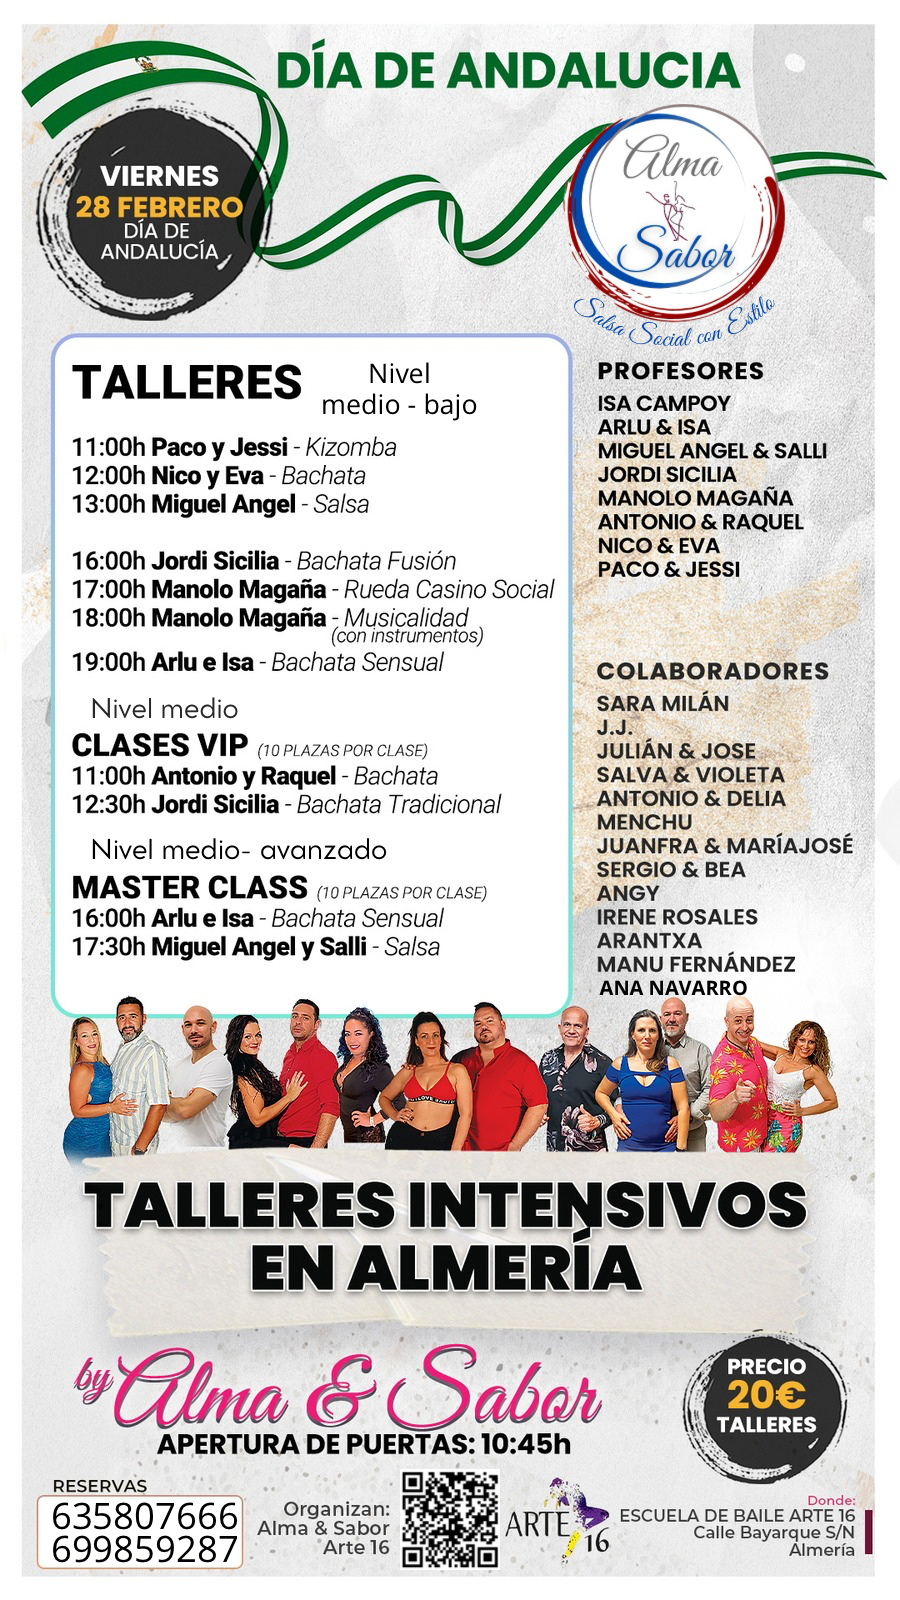 DÍA DE ANDALUCIA
VIERNES
28 FEBRERO
DÍA DE
ANDALUCÍA
Alma
Sabor
Salsa Social con Estilo
TALLERES
Nivel
medio - bajo
11:00h Paco y Jessi - Kizomba
12:00h Nico y Eva - Bachata
13:00h Miguel Angel - Salsa
16:00h Jordi Sicilia - Bachata Fusión
17:00h Manolo Magaña - Rueda Casino Social
18:00h Manolo Magaña - Musicalidad
(con instrumentos)
19:00h Arlu e Isa - Bachata Sensual
Nivel medio
CLASES VIP (10 PLAZAS POR CLASE)
11:00h Antonio y Raquel - Bachata
12:30h Jordi Sicilia - Bachata Tradicional
Nivel medio- avanzado
MASTER CLASS (10 PLAZAS POR CLASE)
16:00h Arlu e Isa - Bachata Sensual
17:30h Miguel Angel y Salli - Salsa
PROFESORES
ISA CAMPOY
ARLU & ISA
MIGUEL ANGEL & SALLI
JORDI SICILIA
MANOLO MAGAÑA
ANTONIO & RAQUEL
NICO & EVA
PACO & JESSI
COLABORADORES
SARA MILÁN
J.J.
JULIÁN & JOSE
SALVA & VIOLETA
ANTONIO & DELIA
MENCHU
JUANFRA & MARÍAJOSÉ
SERGIO & BEA
ANGY
IRENE ROSALES
ARANTXA
MANU FERNÁNDEZ
ANA NAVARRO
TALLERES INTENSIVOS
EN ALMERÍA
by Alma & Sabor
APERTURA DE PUERTAS: 10:45h
PRECIO
20€
TALLERES
RESERVAS
635807666
699859287
Organizan:
Alma & Sabor
Arte 16
ARTE 16
Donde:
ESCUELA DE BAILE ARTE 16
Calle Bayarque S/N
Almería